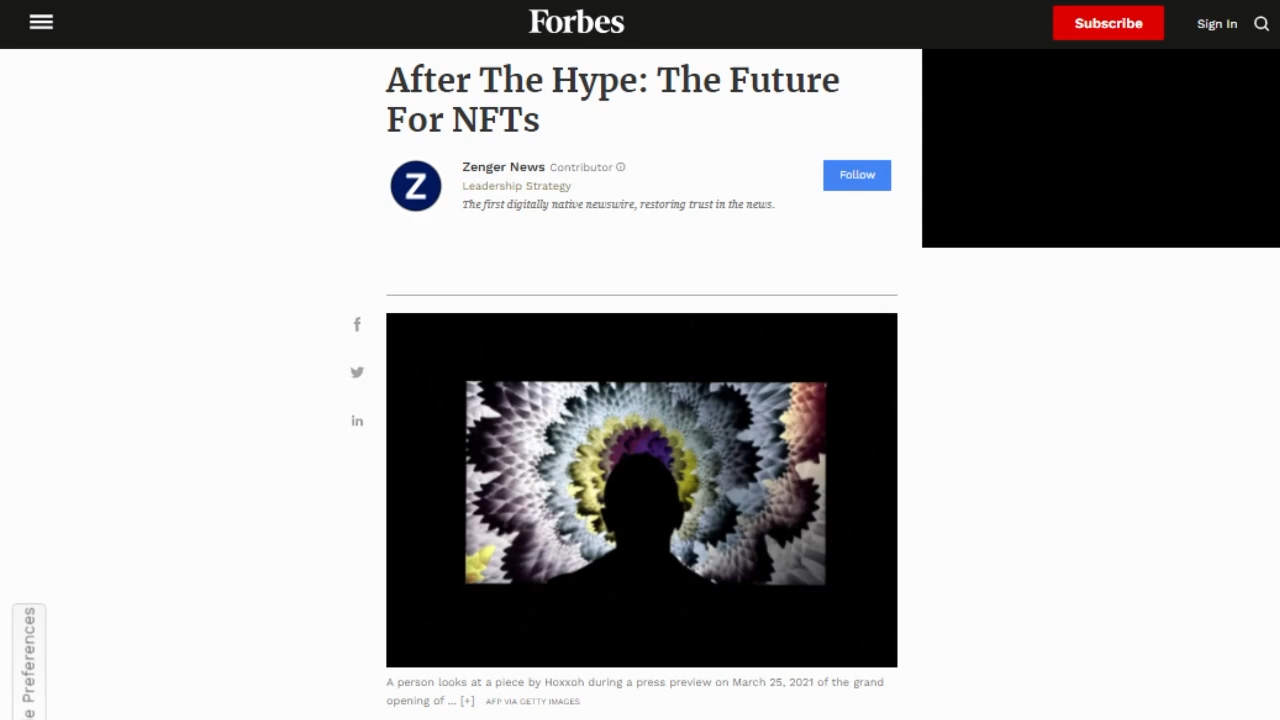 Forbes
Subscribe
Sign In
After The Hype: The Future
For NFTs
Z
Zenger News Contributor
Leadership Strategy
The first digitally native newswire, restoring trust in the news.
Follow
f
in
e Preferences
A person looks at a piece by Hoxxoh during a press preview on March 25, 2021 of the grand
opening of ... [+] AFP VIA GETTY IMAGES